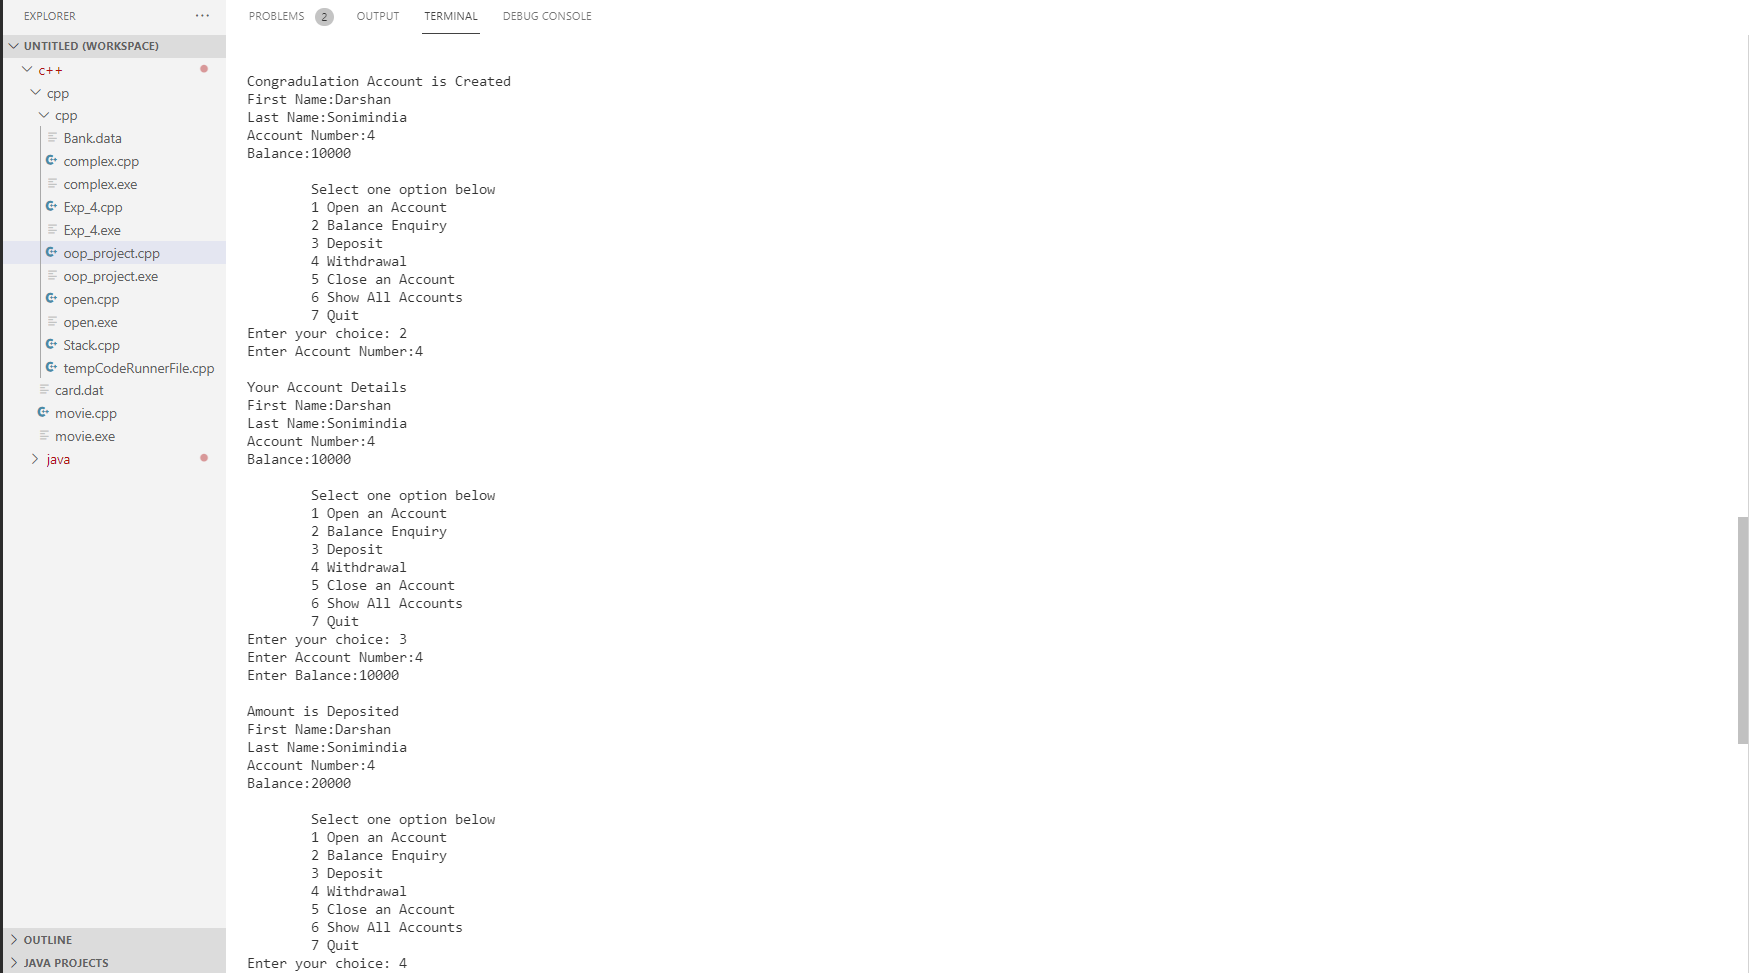 EXPLORER ···
UNTITLED (WORKSPACE)
c++
cpp
cpp
Bank.data
complex.cpp
complex.exe
Exp_4.cpp
Exp_4.exe
oop_project.cpp
oop_project.exe
open.cpp
open.exe
Stack.cpp
tempCodeRunnerFile.cpp
card.dat
movie.cpp
movie.exe
java
OUTLINE
JAVA PROJECTS
PROBLEMS 2 OUTPUT TERMINAL DEBUG CONSOLE
Congradulation Account is Created
First Name:Darshan
Last Name:Sonimindia
Account Number:4
Balance:10000
Select one option below
1 Open an Account
2 Balance Enquiry
3 Deposit
4 Withdrawal
5 Close an Account
6 Show All Accounts
7 Quit
Enter your choice: 2
Enter Account Number:4
Your Account Details
First Name:Darshan
Last Name:Sonimindia
Account Number:4
Balance:10000
Select one option below
1 Open an Account
2 Balance Enquiry
3 Deposit
4 Withdrawal
5 Close an Account
6 Show All Accounts
7 Quit
Enter your choice: 3
Enter Account Number:4
Enter Balance:10000
Amount is Deposited
First Name:Darshan
Last Name:Sonimindia
Account Number:4
Balance:20000
Select one option below
1 Open an Account
2 Balance Enquiry
3 Deposit
4 Withdrawal
5 Close an Account
6 Show All Accounts
7 Quit
Enter your choice: 4